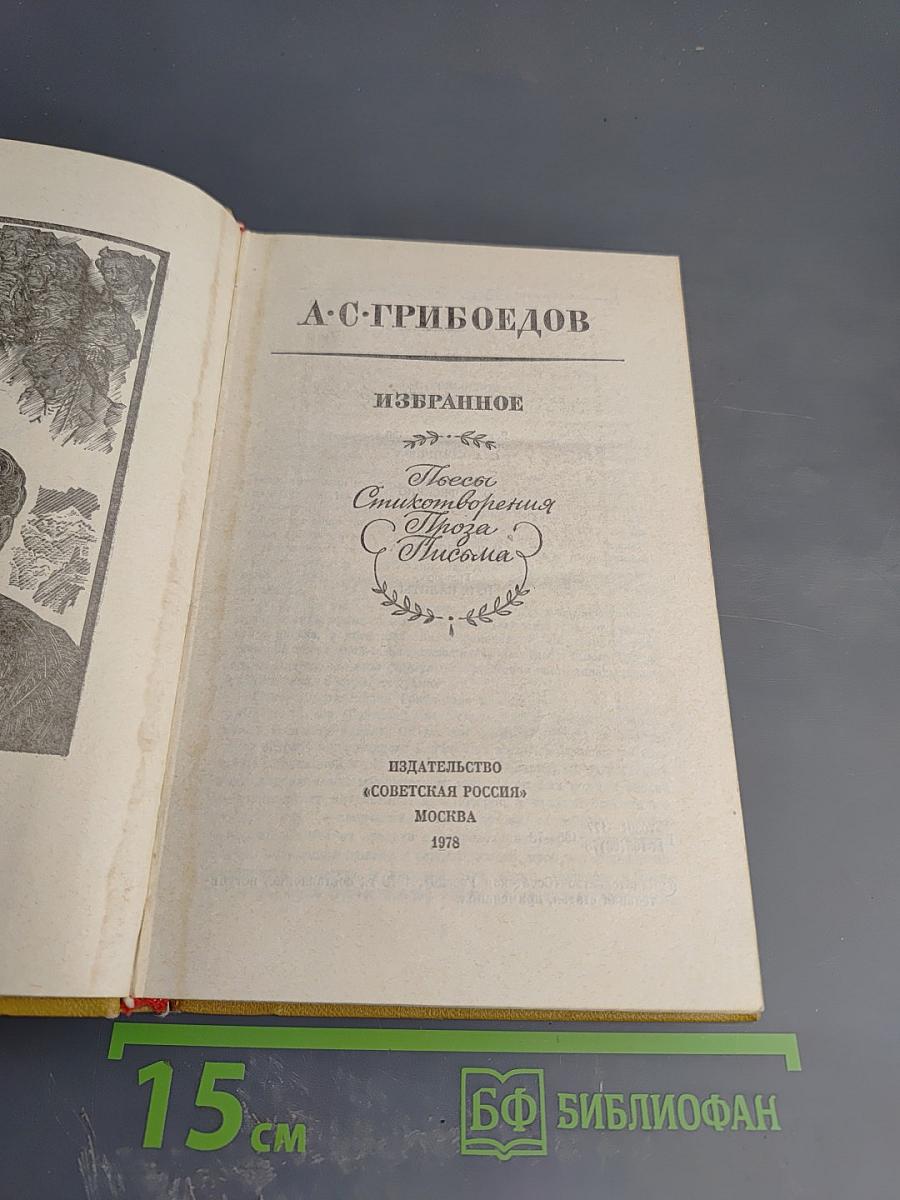 А·С·ГРИБОЕДОВ
ИЗБРАННОЕ
Пьесы
Стихотворения
Проза
Письма
ИЗДАТЕЛЬСТВО
«СОВЕТСКАЯ РОССИЯ»
МОСКВА
1978
15 см
БФ БИБЛИОФАН